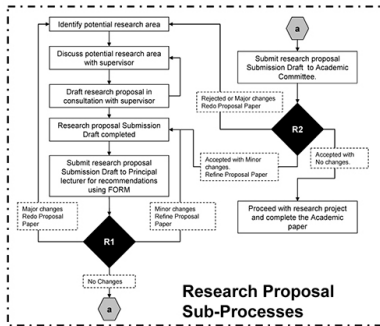 Identify potential research area
Discuss potential research area
with supervisor
Draft research proposal in
consultation with supervisor
Research proposal Submission
Draft completed
Submit research proposal
Submission Draft to Principal
lecturer for recommendations
using FORM
Major changes
Redo Proposal
Paper
Minor changes
Refine Proposal
Paper
R1
No Changes
a
a
Submit research proposal
Submission Draft to Academic
Committee.
Rejected or Major changes
Redo Proposal Paper
R2
Accepted with Minor
changes.
Refine Proposal Paper
Accepted with
No changes.
Proceed with research project
and complete the Academic
paper
Research Proposal
Sub-Processes